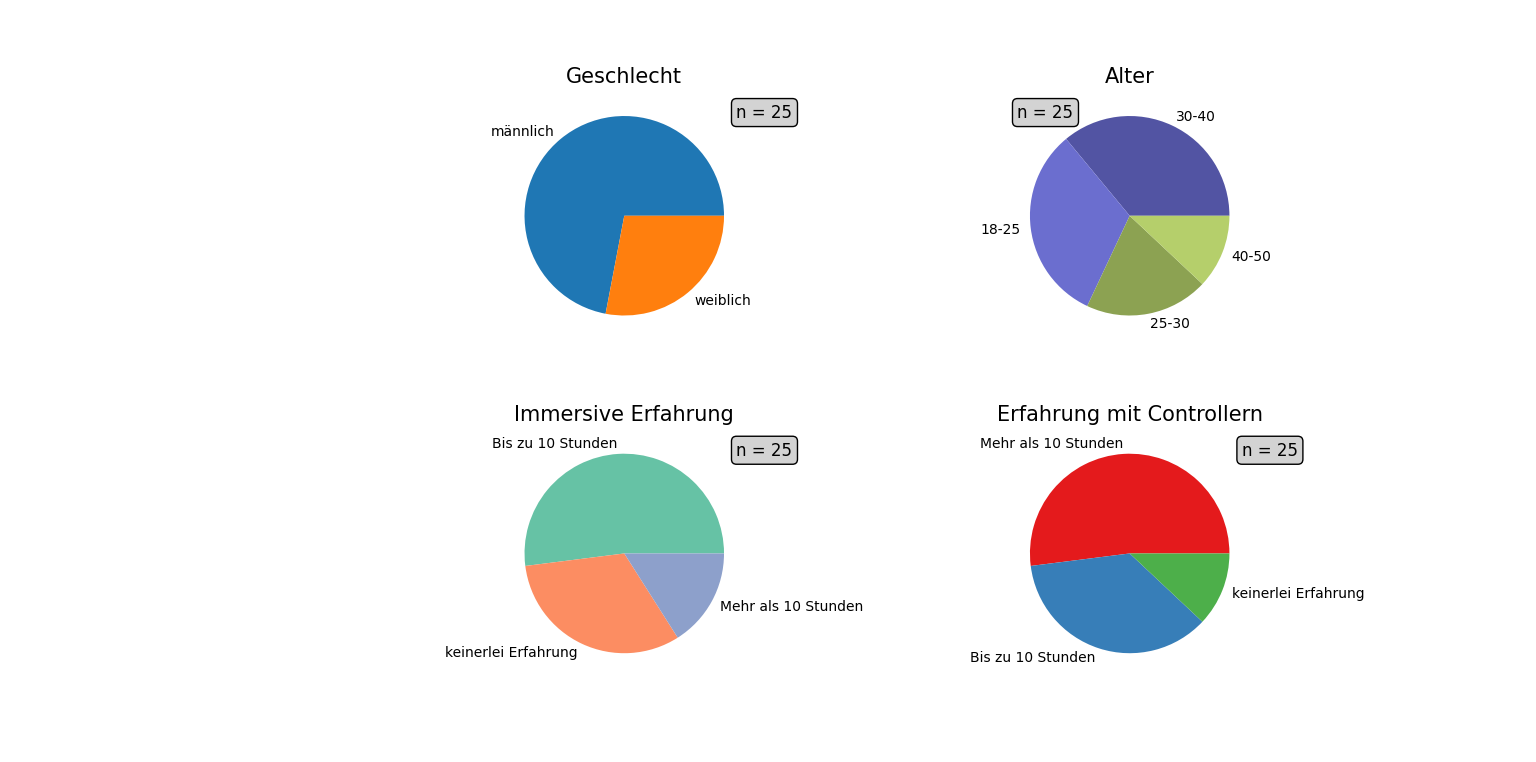 Geschlecht
n = 25
männlich
weiblich
Alter
n = 25
30-40
18-25
40-50
25-30
Immersive Erfahrung
Bis zu 10 Stunden
n = 25
Mehr als 10 Stunden
keinerlei Erfahrung
Erfahrung mit Controllern
Mehr als 10 Stunden
n = 25
keinerlei Erfahrung
Bis zu 10 Stunden